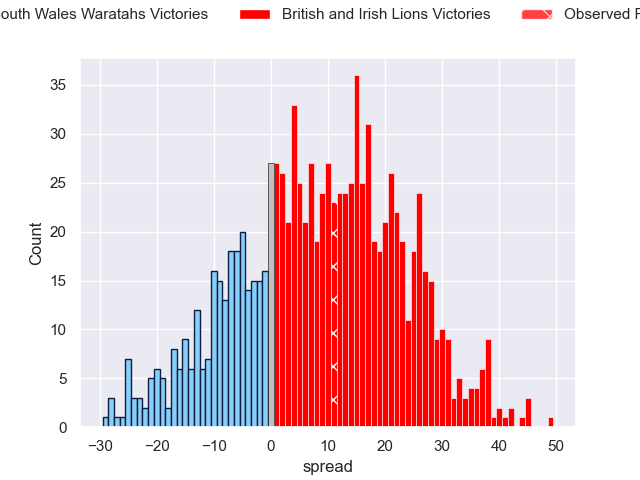 outh Wales Waratahs Victories British and Irish Lions Victories Observed
35
30
25
20
15
10
5
0
Count
−30 −20 −10 0 10 20 30 40 50
spread